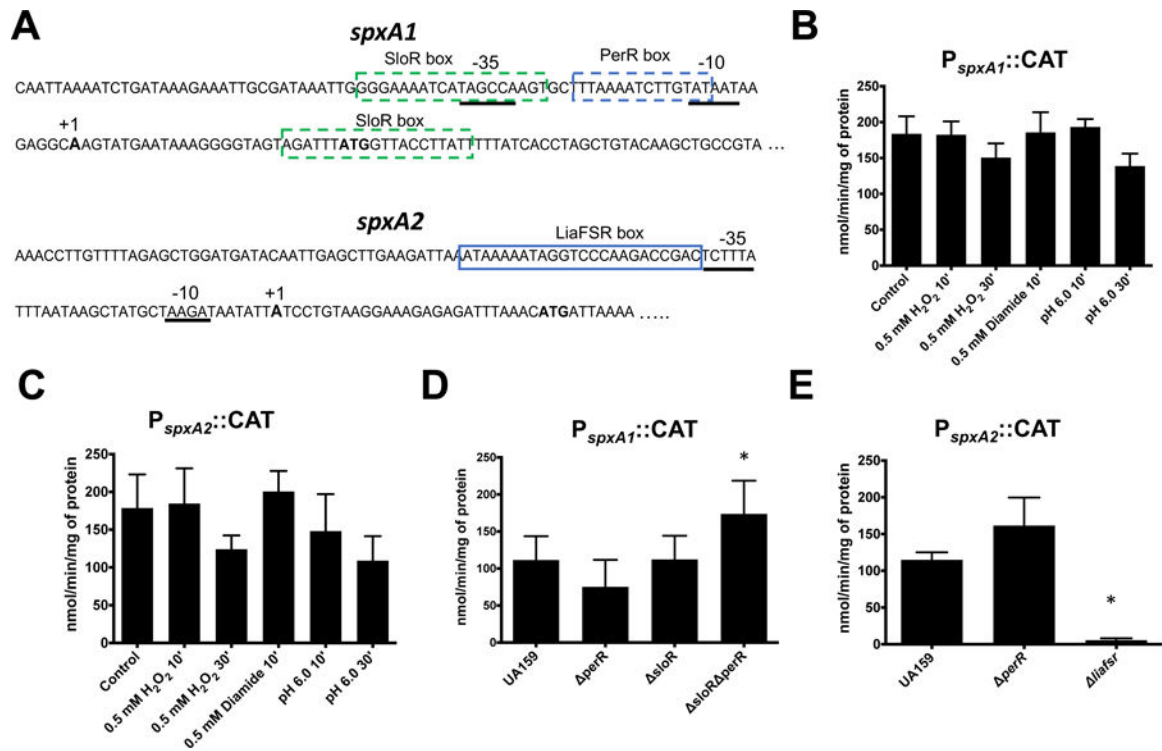 A
spxA1
SloR box -35 PerR box -10
CAATTAAAATCTGATAAAGAAATTGCGATAAATTGGGGAAAATCATAGCCAAGTGCTTTAAAATCTTGTATAATAA
+1 SloR box
GAGGCAAGTATGAATAAAGGGGTAGTAGATTTATGGTTACCTTATTTTTATCACCTAGCTGTACAAGCTGCCGTA ...
spxA2
LiaFSR box -35
AAACCTTGTTTTAGAGCTGGATGATACAATTGAGCTTGAAGATTAAATAAAAATAGGTCCCAAGACCGACTCTTTA
-10 +1
TTTAATAAGCTATGCTAAGATAATATTATCCTGTAAGGAAAGAGAGATTTAAACATGATTAAAA .....
B
PspxA1::CAT
nmol/min/mg of protein
250
200
150
100
50
0
Control
0.5 mM H2O2 10'
0.5 mM H2O2 30'
0.5 mM Diamide 10'
pH 6.0 10'
pH 6.0 30'
C
PspxA2::CAT
nmol/min/mg of protein
250
200
150
100
50
0
Control
0.5 mM H2O2 10'
0.5 mM H2O2 30'
0.5 mM Diamide 10'
pH 6.0 10'
pH 6.0 30'
D
PspxA1::CAT
nmol/min/mg of protein
250
200
150
100
50
0
*
UA159
ΔperR
ΔsloR
ΔsloRΔperR
E
PspxA2::CAT
nmol/min/mg of protein
250
200
150
100
50
0
*
UA159
ΔperR
Δliafsr